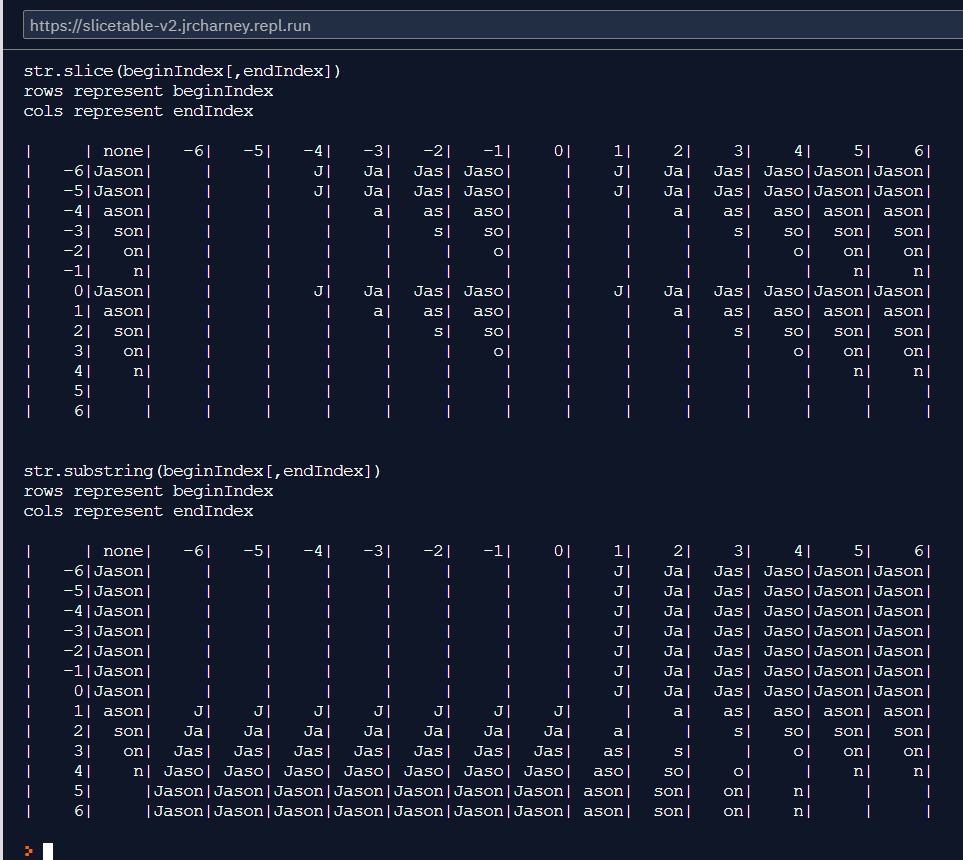 https://slicetable-v2.jrcharney.repl.run
str.slice(beginIndex[,endIndex])
rows represent beginIndex
cols represent endIndex
|     | none|   -6|   -5|   -4|   -3|   -2|   -1|    0|    1|    2|    3|    4|    5|    6|
|   -6|Jason|     |     |    J|   Ja|  Jas| Jaso|     |    J|   Ja|  Jas| Jaso|Jason|Jason|
|   -5|Jason|     |     |    J|   Ja|  Jas| Jaso|     |    J|   Ja|  Jas| Jaso|Jason|Jason|
|   -4| ason|     |     |     |    a|   as|  aso|     |     |    a|   as|  aso| ason| ason|
|   -3|  son|     |     |     |     |    s|   so|     |     |     |    s|   so|  son|  son|
|   -2|   on|     |     |     |     |     |    o|     |     |     |     |    o|   on|   on|
|   -1|    n|     |     |     |     |     |     |     |     |     |     |     |    n|    n|
|    0|Jason|     |     |    J|   Ja|  Jas| Jaso|     |    J|   Ja|  Jas| Jaso|Jason|Jason|
|    1| ason|     |     |     |    a|   as|  aso|     |     |    a|   as|  aso| ason| ason|
|    2|  son|     |     |     |     |    s|   so|     |     |     |    s|   so|  son|  son|
|    3|   on|     |     |     |     |     |    o|     |     |     |     |    o|   on|   on|
|    4|    n|     |     |     |     |     |     |     |     |     |     |     |    n|    n|
|    5|     |     |     |     |     |     |     |     |     |     |     |     |     |     |
|    6|     |     |     |     |     |     |     |     |     |     |     |     |     |     |
str.substring(beginIndex[,endIndex])
rows represent beginIndex
cols represent endIndex
|     | none|   -6|   -5|   -4|   -3|   -2|   -1|    0|    1|    2|    3|    4|    5|    6|
|   -6|Jason|     |     |     |     |     |     |     |    J|   Ja|  Jas| Jaso|Jason|Jason|
|   -5|Jason|     |     |     |     |     |     |     |    J|   Ja|  Jas| Jaso|Jason|Jason|
|   -4|Jason|     |     |     |     |     |     |     |    J|   Ja|  Jas| Jaso|Jason|Jason|
|   -3|Jason|     |     |     |     |     |     |     |    J|   Ja|  Jas| Jaso|Jason|Jason|
|   -2|Jason|     |     |     |     |     |     |     |    J|   Ja|  Jas| Jaso|Jason|Jason|
|   -1|Jason|     |     |     |     |     |     |     |    J|   Ja|  Jas| Jaso|Jason|Jason|
|    0|Jason|     |     |     |     |     |     |     |    J|   Ja|  Jas| Jaso|Jason|Jason|
|    1| ason|    J|    J|    J|    J|    J|    J|    J|     |    a|   as|  aso| ason| ason|
|    2|  son|   Ja|   Ja|   Ja|   Ja|   Ja|   Ja|   Ja|    a|     |    s|   so|  son|  son|
|    3|   on|  Jas|  Jas|  Jas|  Jas|  Jas|  Jas|  Jas|   as|    s|     |    o|   on|   on|
|    4|    n| Jaso| Jaso| Jaso| Jaso| Jaso| Jaso| Jaso|  aso|   so|    o|     |    n|    n|
|    5|     |Jason|Jason|Jason|Jason|Jason|Jason|Jason| ason|  son|   on|    n|     |     |
|    6|     |Jason|Jason|Jason|Jason|Jason|Jason|Jason| ason|  son|   on|    n|     |     |
>